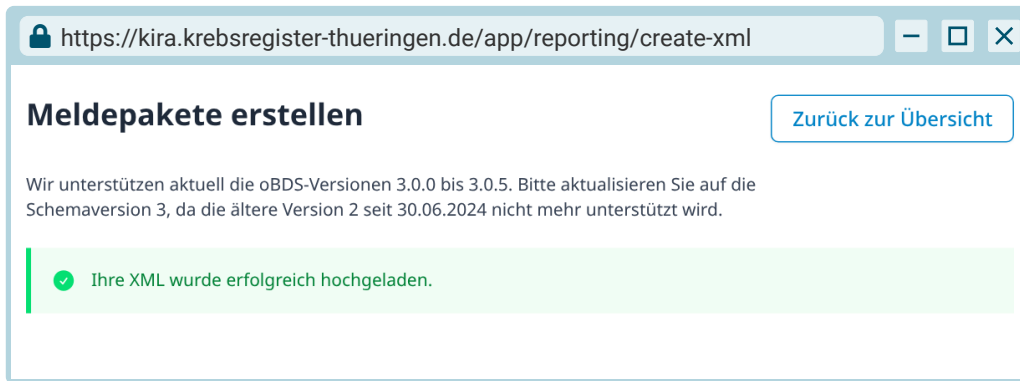 https://kira.krebsregister-thueringen.de/app/reporting/create-xml
Meldepakete erstellen
Zurück zur Übersicht
Wir unterstützen aktuell die oBDS-Versionen 3.0.0 bis 3.0.5. Bitte aktualisieren Sie auf die
Schemaversion 3, da die ältere Version 2 seit 30.06.2024 nicht mehr unterstützt wird.
Ihre XML wurde erfolgreich hochgeladen.